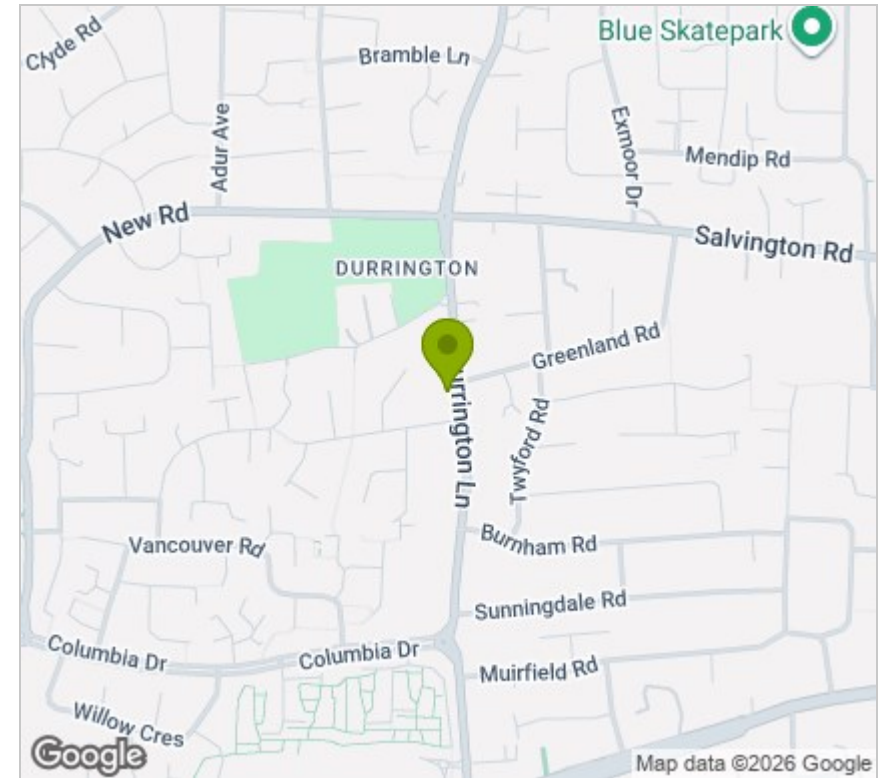 Clyde Rd
Bramble Ln
Blue Skatepark
Adur Ave
Exmoor Dr
Mendip Rd
New Rd
Salvington Rd
DURRINGTON
Greenland Rd
urrington Ln
Twyford Rd
Vancouver Rd
Burnham Rd
Sunningdale Rd
Columbia Dr
Columbia Dr
Muirfield Rd
Willow Cres
Google
Map data ©2026 Google